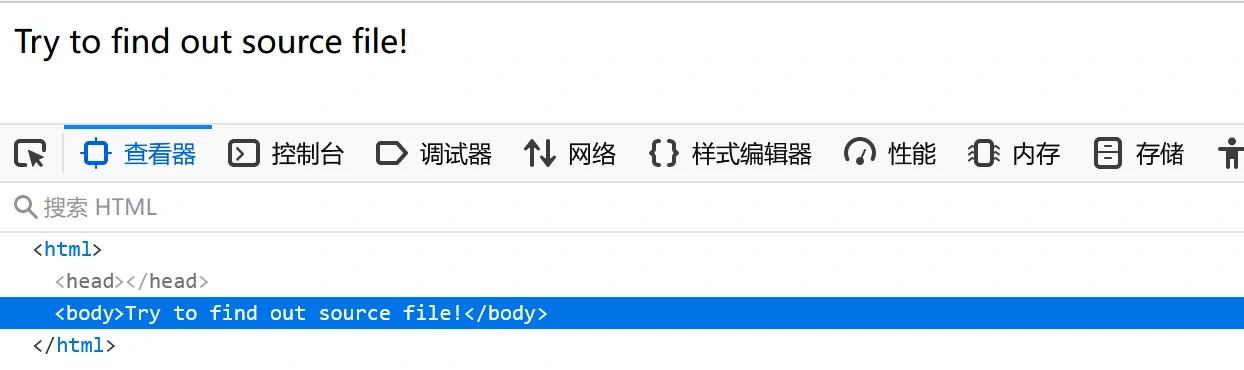 Try to find out source file!
查看器 控制台 调试器 网络 样式编辑器 性能 内存 存储
搜索 HTML
<html>
<head></head>
<body>Try to find out source file!</body>
</html>